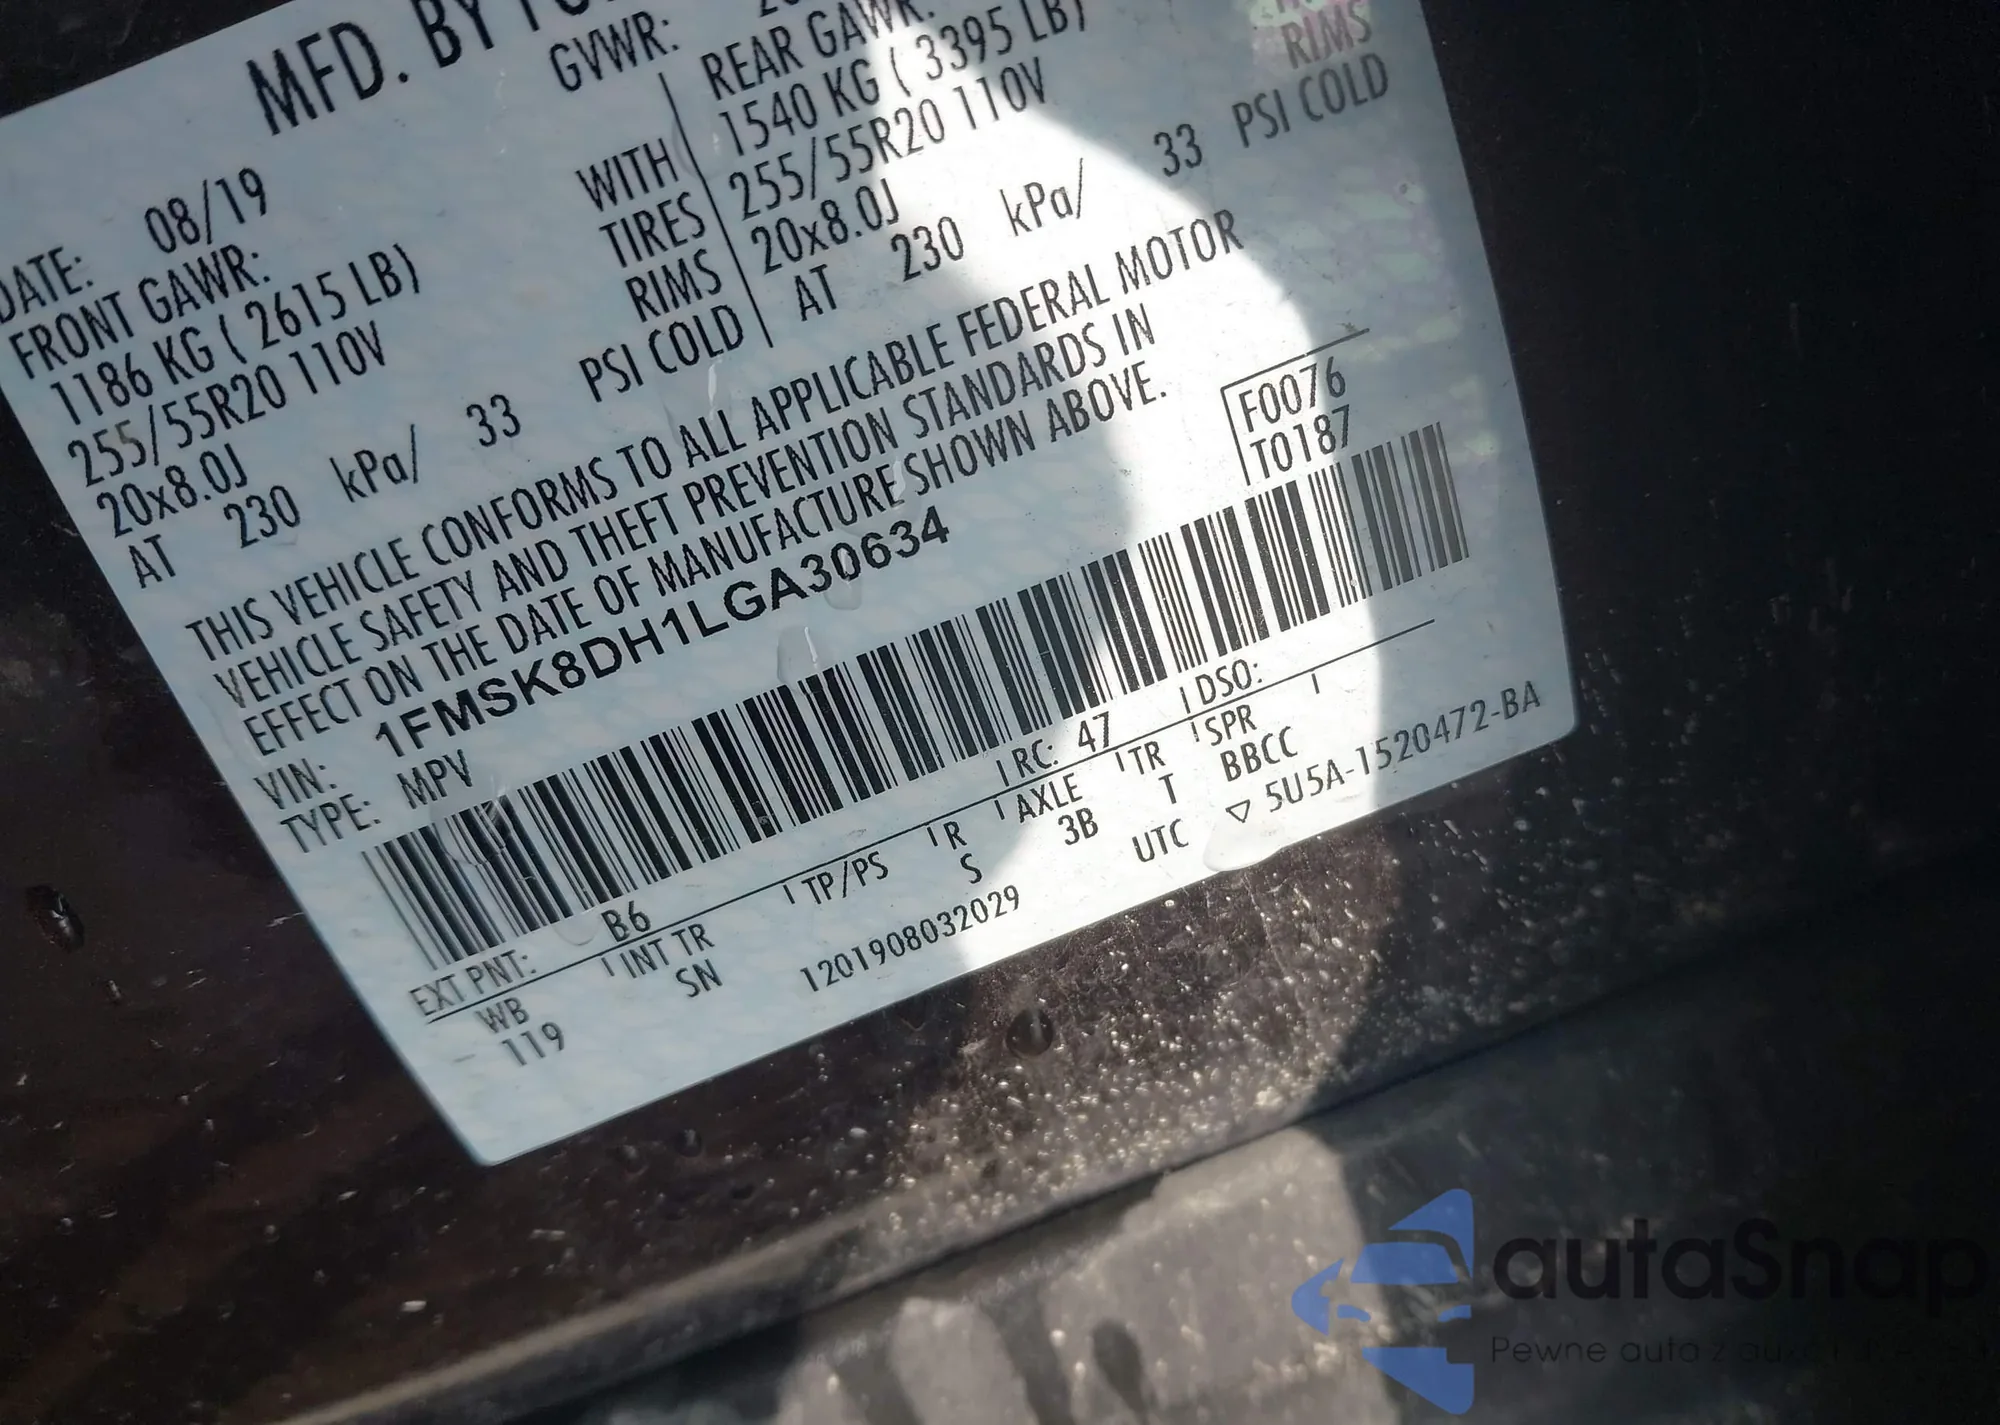 MFD. BY
GVWR:
DATE: 08/19
FRONT GAWR:
1186 KG ( 2615 LB)
255/55R20 110V
20x8.0J
AT 230 kPa/ 33 PSI COLD
WITH
TIRES
RIMS
REAR GAWR:
1540 KG ( 3395 LB)
255/55R20 110V
20x8.0J
AT 230 kPa/ 33 PSI COLD
RIMS
THIS VEHICLE CONFORMS TO ALL APPLICABLE FEDERAL MOTOR
VEHICLE SAFETY AND THEFT PREVENTION STANDARDS IN
EFFECT ON THE DATE OF MANUFACTURE SHOWN ABOVE.
VIN: 1FMSK8DH1LGA30634
TYPE: MPV
F0076
T0187
EXT PNT: B6 RC: 47 DSO:
WB INT TR TP/PS R AXLE TR SPR
119 SN S 3B T BBCC
1201908032029 UTC ▽ 5U5A-1520472-BA
autaSnap
Pewne auto z